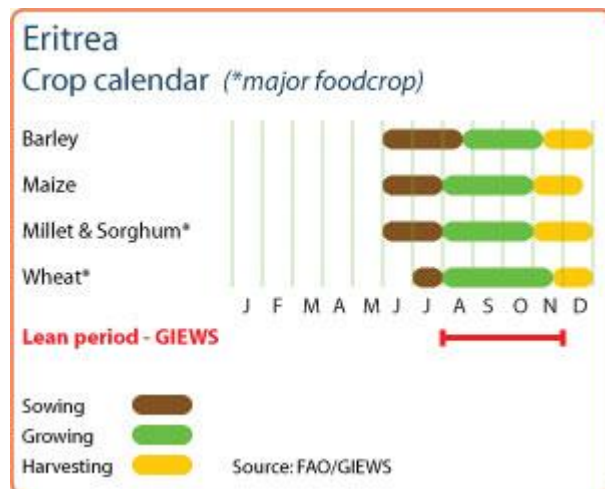 Eritrea
Crop calendar (*major foodcrop)
Barley
Maize
Millet & Sorghum*
Wheat*
J F M A M J J A S O N D
Lean period - GIEWS
Sowing
Growing
Harvesting
Source: FAO/GIEWS